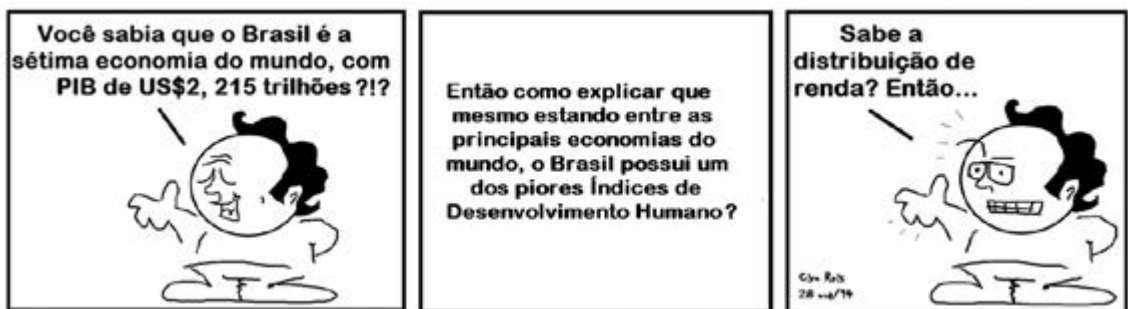 Você sabia que o Brasil é a
sétima economia do mundo, com
PIB de US$2, 215 trilhões ?!?
Então como explicar que
mesmo estando entre as
principais economias do
mundo, o Brasil possui um
dos piores Índices de
Desenvolvimento Humano?
Sabe a
distribuição de
renda? Então...
Reis
28